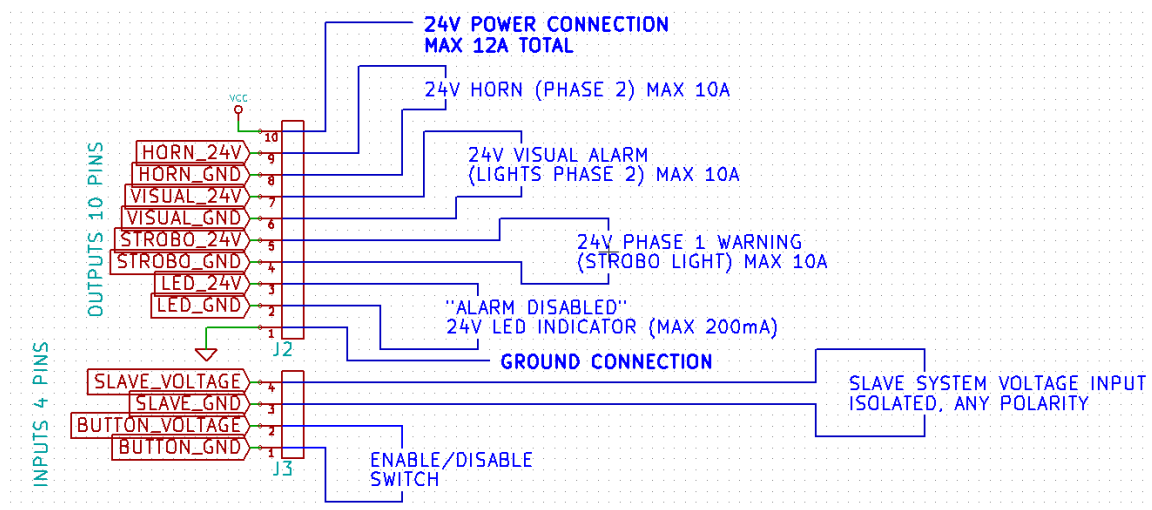 24V POWER CONNECTION
MAX 12A TOTAL
24V HORN (PHASE 2) MAX 10A
VCC
10
HORN_24V
9
HORN_GND
8
VISUAL_24V
7
VISUAL_GND
6
STROBO_24V
5
STROBO_GND
4
LED_24V
3
LED_GND
2
1
J2
OUTPUTS 10 PINS
24V VISUAL ALARM
(LIGHTS PHASE 2) MAX 10A
24V PHASE 1 WARNING
(STROBO LIGHT) MAX 10A
"ALARM DISABLED"
24V LED INDICATOR (MAX 200mA)
GROUND CONNECTION
INPUTS 4 PINS
SLAVE_VOLTAGE
4
SLAVE_GND
3
BUTTON_VOLTAGE
2
BUTTON_GND
1
J3
SLAVE SYSTEM VOLTAGE INPUT
ISOLATED, ANY POLARITY
ENABLE/DISABLE
SWITCH